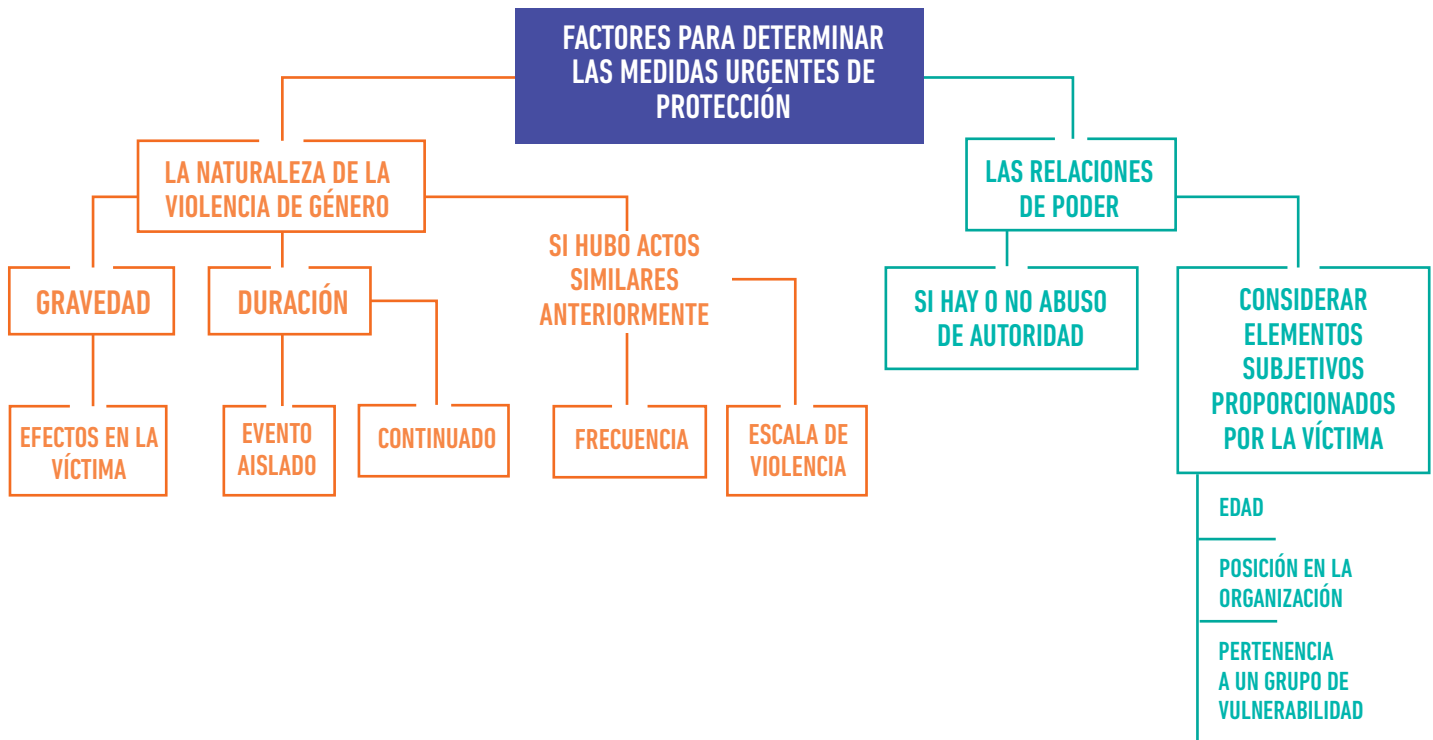 FACTORES PARA DETERMINAR
LAS MEDIDAS URGENTES DE
PROTECCIÓN
LA NATURALEZA DE LA
VIOLENCIA DE GÉNERO
LAS RELACIONES
DE PODER
GRAVEDAD
DURACIÓN
SI HUBO ACTOS
SIMILARES
ANTERIORMENTE
SI HAY O NO ABUSO
DE AUTORIDAD
CONSIDERAR
ELEMENTOS
SUBJETIVOS
PROPORCIONADOS
POR LA VÍCTIMA
EFECTOS EN LA
VÍCTIMA
EVENTO
AISLADO
CONTINUADO
FRECUENCIA
ESCALA DE
VIOLENCIA
EDAD
POSICIÓN EN LA
ORGANIZACIÓN
PERTENENCIA
A UN GRUPO DE
VULNERABILIDAD